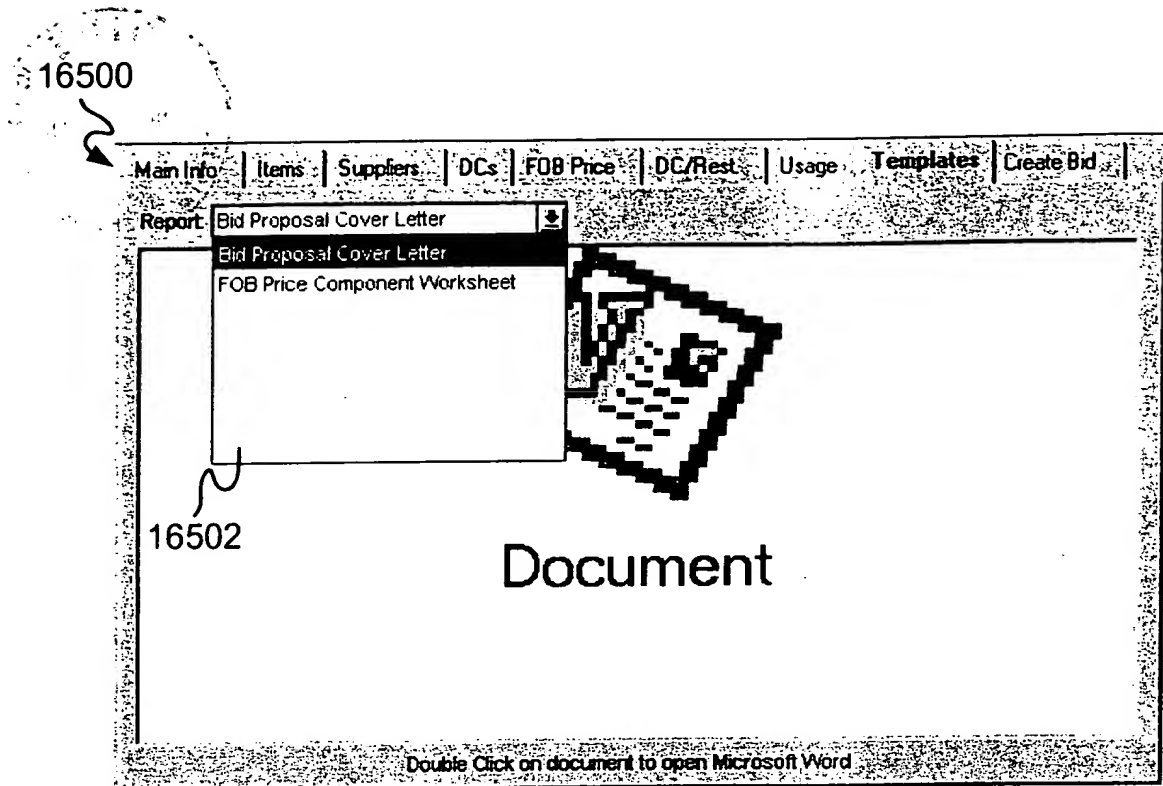 16500
Main Info Items Suppliers DCs FOB Price DC/Rest Usage Templates Create Bid
Report: Bid Proposal Cover Letter
Bid Proposal Cover Letter
FOB Price Component Worksheet
16502
Document
Double Click on document to open Microsoft Word